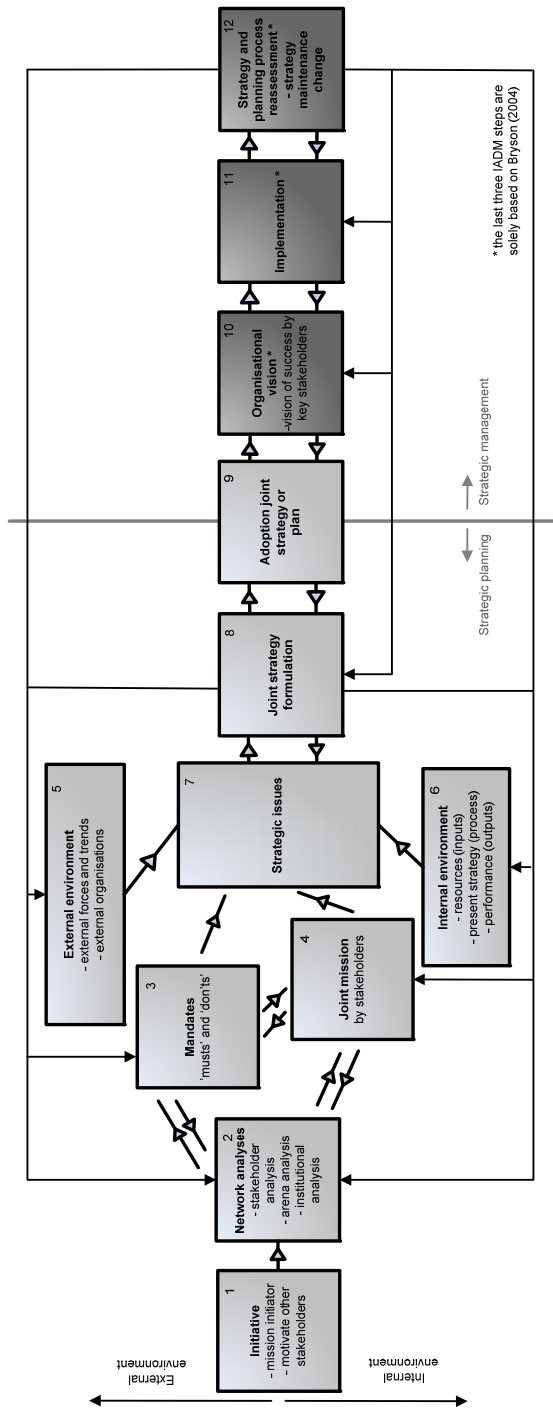 External
environment
Internal
environment
1
Initiative
- mission initiator
- motivate other
stakeholders
2
Network analyses
- stakeholder
analysis
- arena analysis
- institutional
analysis
3
Mandates
'musts' and 'don'ts'
4
Joint mission
by stakeholders
5
External environment
- external forces and trends
- external organisations
6
Internal environment
- resources (inputs)
- present strategy (process)
- performance (outputs)
7
Strategic issues
8
Joint strategy
formulation
9
Adoption joint
strategy or
plan
10
Organisational
vision *
-vision of success by
key stakeholders
11
Implementation *
12
Strategy and
planning process
reassessment *
- strategy
maintenance
change
Strategic planning
Strategic management
* the last three IADM steps are
solely based on Bryson (2004)